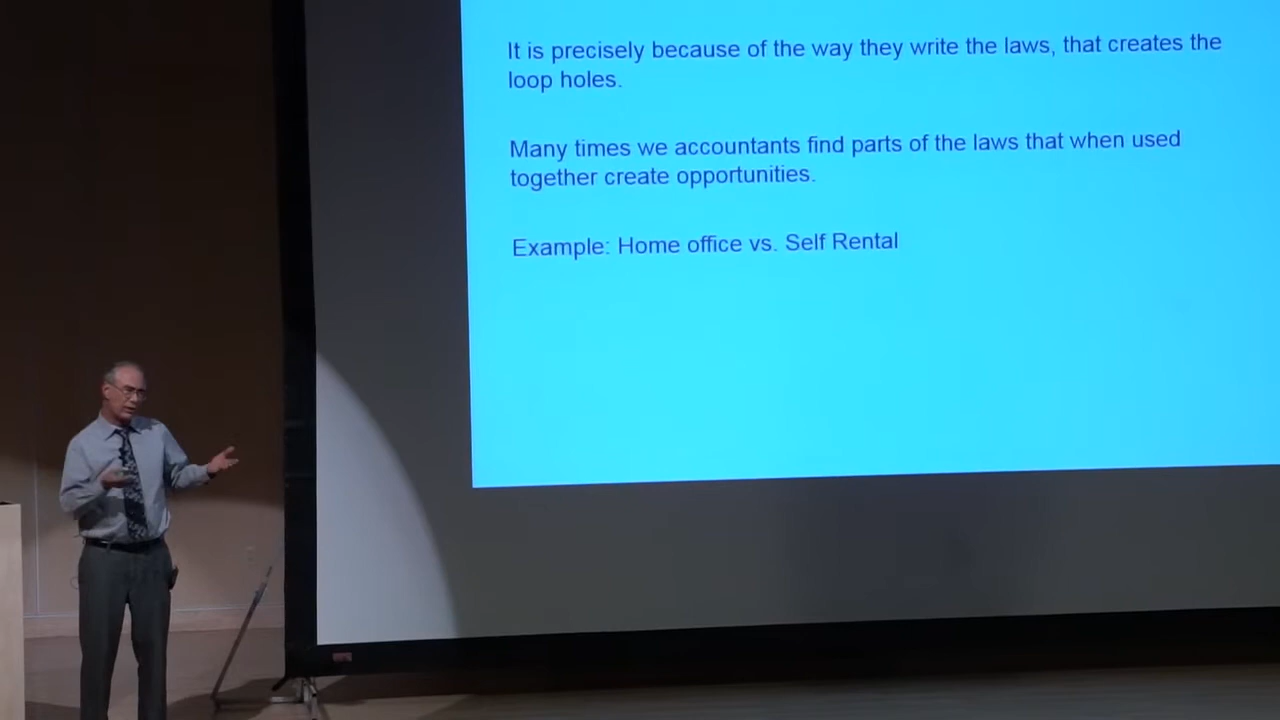 It is precisely because of the way they write the laws, that creates the
loop holes.
Many times we accountants find parts of the laws that when used
together create opportunities.
Example: Home office vs. Self Rental